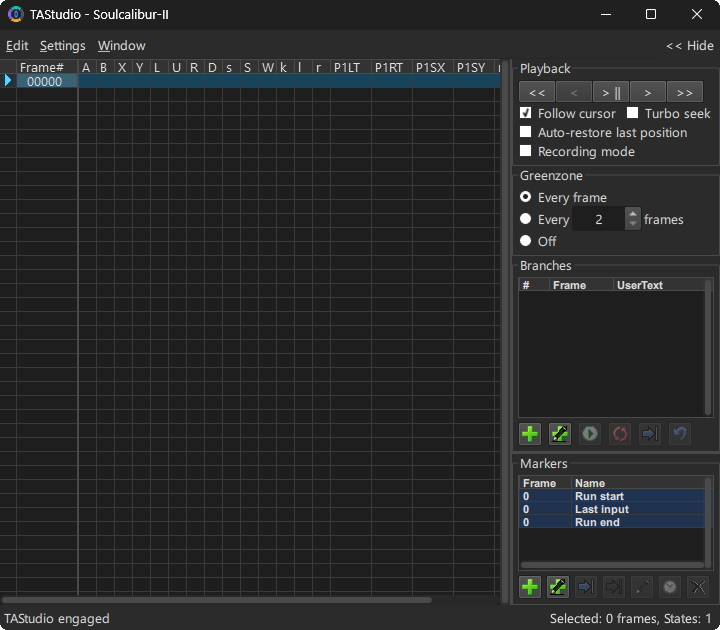 TAStudio - Soulcalibur-II
Edit Settings Window << Hide
Frame# A B X Y L U R D s S W k l r P1LT P1RT P1SX P1SY
00000
Playback
<< < > || > >>
Follow cursor Turbo seek
Auto-restore last position
Recording mode
Greenzone
Every frame
Every 2 frames
Off
Branches
# Frame UserText
Markers
Frame Name
0 Run start
0 Last input
0 Run end
TAStudio engaged Selected: 0 frames, States: 1